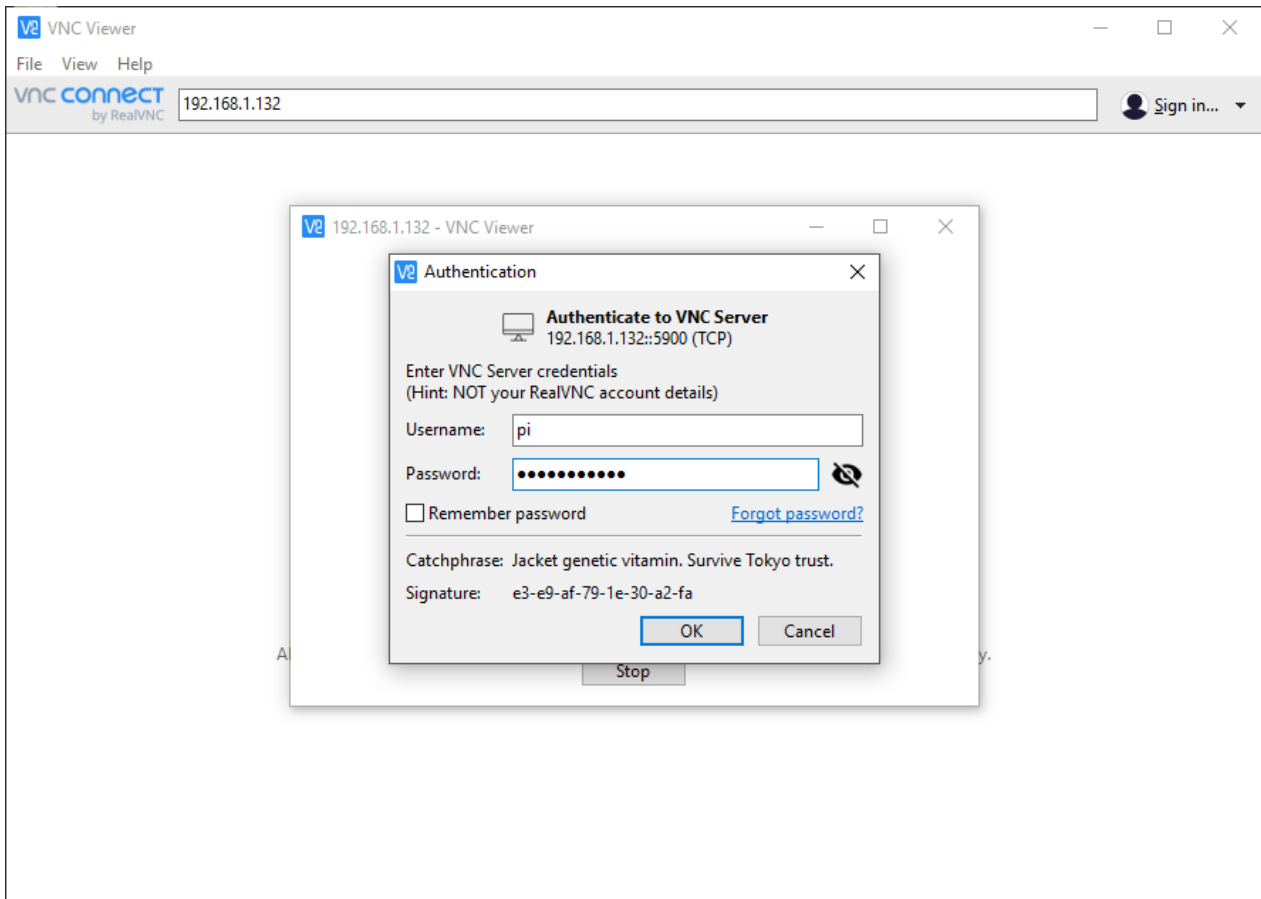 VNC Viewer
File View Help
vnc connect
by RealVNC
192.168.1.132
Sign in...
192.168.1.132 - VNC Viewer
Authentication
Authenticate to VNC Server
192.168.1.132::5900 (TCP)
Enter VNC Server credentials
(Hint: NOT your RealVNC account details)
Username: pi
Password: •••••••••••
Remember password Forgot password?
Catchphrase: Jacket genetic vitamin. Survive Tokyo trust.
Signature: e3-e9-af-79-1e-30-a2-fa
OK Cancel
Stop